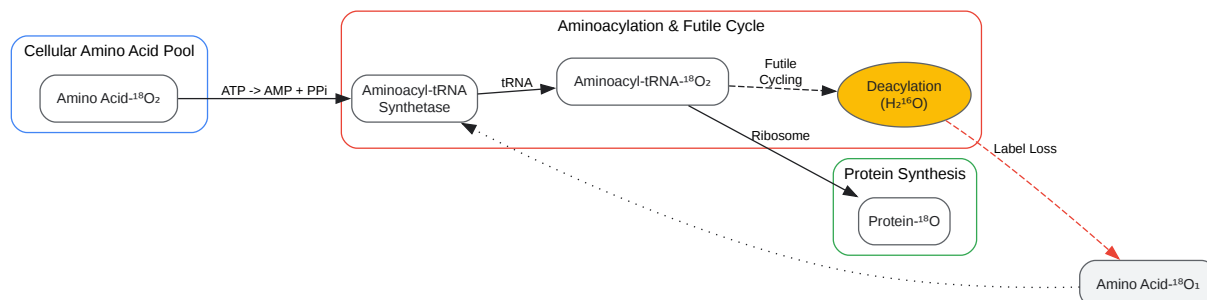 Aminoacylation & Futile Cycle
Cellular Amino Acid Pool
Amino Acid-¹⁸O₂
ATP -> AMP + PPi
Aminoacyl-tRNA
Synthetase
tRNA
Aminoacyl-tRNA-¹⁸O₂
Futile
Cycling
Deacylation
(H₂¹⁶O)
Ribosome
Label Loss
Protein Synthesis
Protein-¹⁸O
Amino Acid-¹⁸O₁